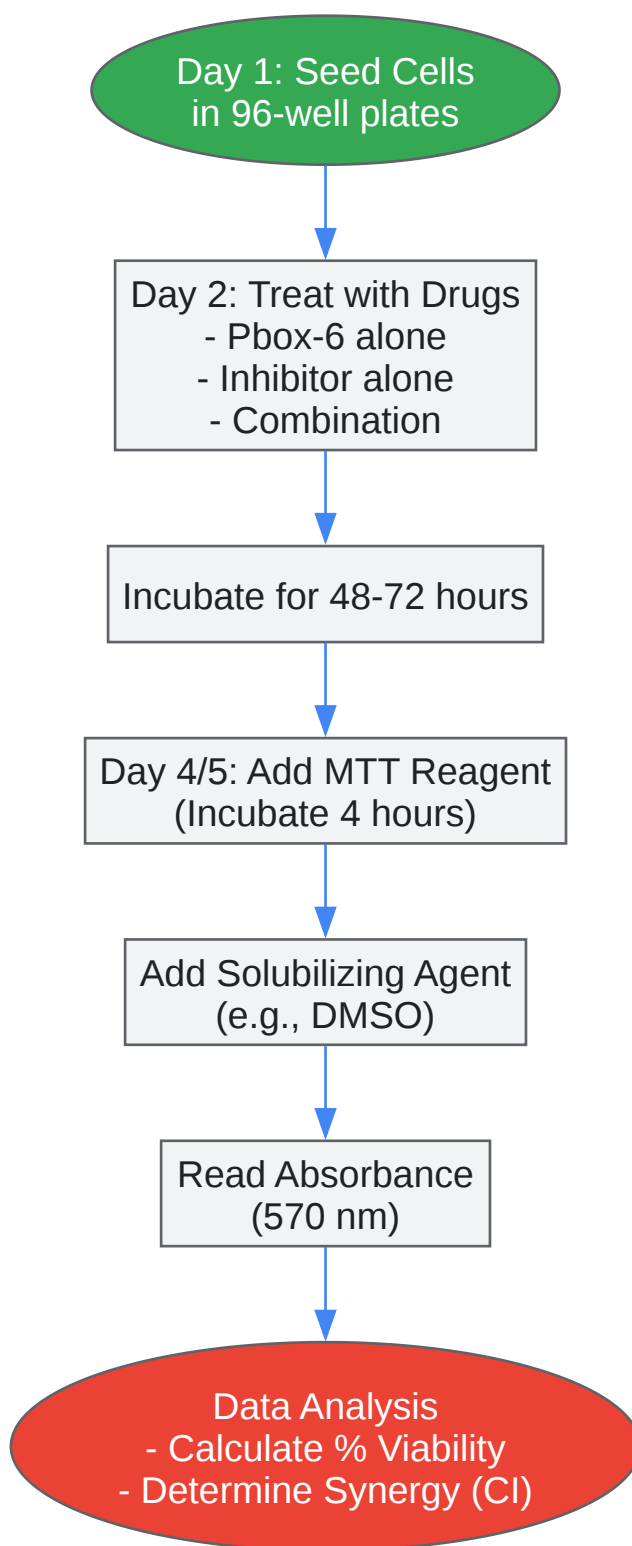 Day 1: Seed Cells
in 96-well plates
Day 2: Treat with Drugs
- Pbox-6 alone
- Inhibitor alone
- Combination
Incubate for 48-72 hours
Day 4/5: Add MTT Reagent
(Incubate 4 hours)
Add Solubilizing Agent
(e.g., DMSO)
Read Absorbance
(570 nm)
Data Analysis
- Calculate % Viability
- Determine Synergy (CI)